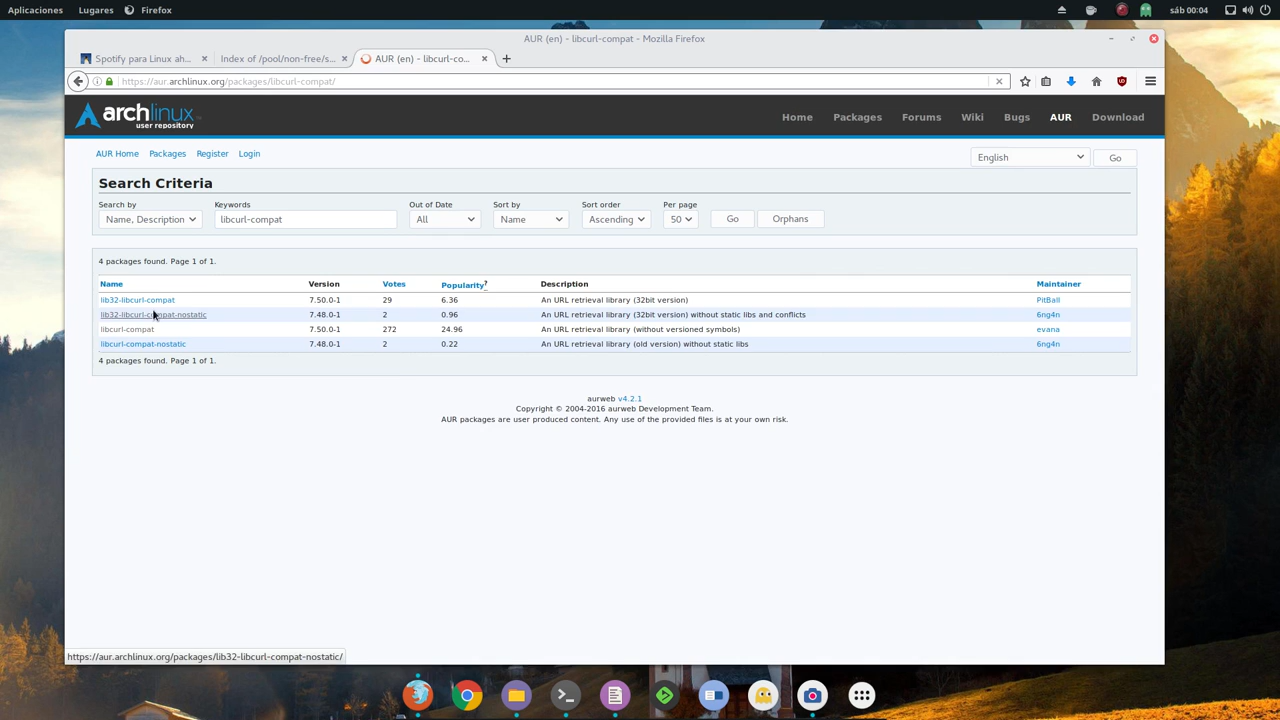 Aplicaciones Lugares Firefox sáb 00:04
AUR (en) - libcurl-compat - Mozilla Firefox
Spotify para Linux ah... Index of /pool/non-free/s... AUR (en) - libcurl-co...
https://aur.archlinux.org/packages/libcurl-compat/
archlinux
user repository
Home Packages Forums Wiki Bugs AUR Download
AUR Home Packages Register Login
English Go
Search Criteria
Search by Keywords Out of Date Sort by Sort order Per page
Name, Description libcurl-compat All Name Ascending 50 Go Orphans
4 packages found. Page 1 of 1.
Name Version Votes Popularity? Description Maintainer
lib32-libcurl-compat 7.50.0-1 29 6.36 An URL retrieval library (32bit version) PitBall
lib32-libcurl-compat-nostatic 7.48.0-1 2 0.96 An URL retrieval library (32bit version) without static libs and conflicts 6ng4n
libcurl-compat 7.50.0-1 272 24.96 An URL retrieval library (without versioned symbols) evana
libcurl-compat-nostatic 7.48.0-1 2 0.22 An URL retrieval library (old version) without static libs 6ng4n
4 packages found. Page 1 of 1.
aurweb v4.2.1
Copyright © 2004-2016 aurweb Development Team.
AUR packages are user produced content. Any use of the provided files is at your own risk.
https://aur.archlinux.org/packages/lib32-libcurl-compat-nostatic/